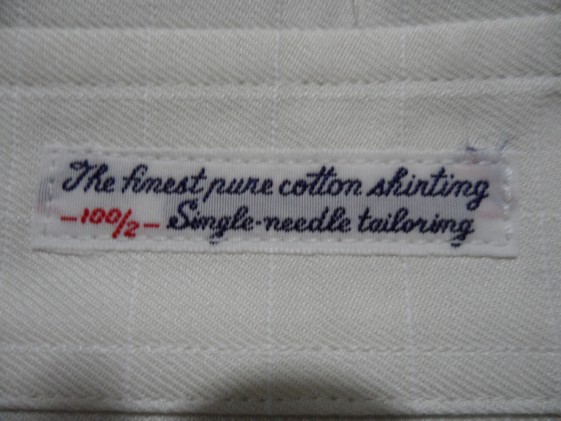 The finest pure cotton shirting
-100/2- Single-needle tailoring